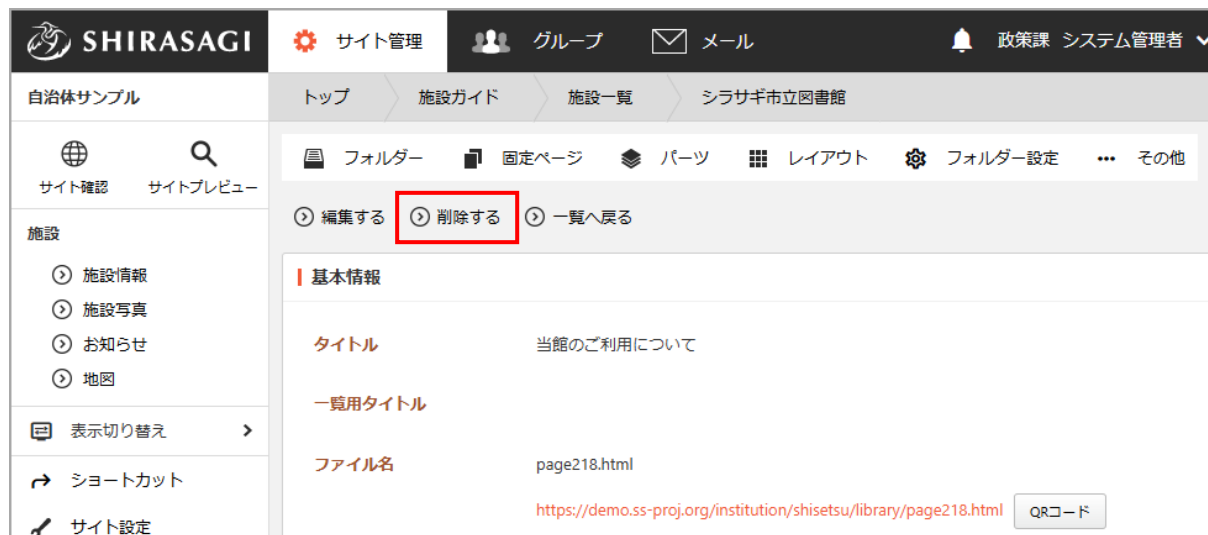 SHIRASAGI
サイト管理
グループ
メール
政策課 システム管理者
自治体サンプル
トップ
施設ガイド
施設一覧
シラサギ市立図書館
サイト確認
サイトプレビュー
フォルダー
固定ページ
パーツ
レイアウト
フォルダー設定
その他
編集する
削除する
一覧へ戻る
施設
施設情報
施設写真
お知らせ
地図
表示切り替え
ショートカット
サイト設定
基本情報
タイトル
当館のご利用について
一覧用タイトル
ファイル名
page218.html
https://demo.ss-proj.org/institution/shisetsu/library/page218.html
QRコード